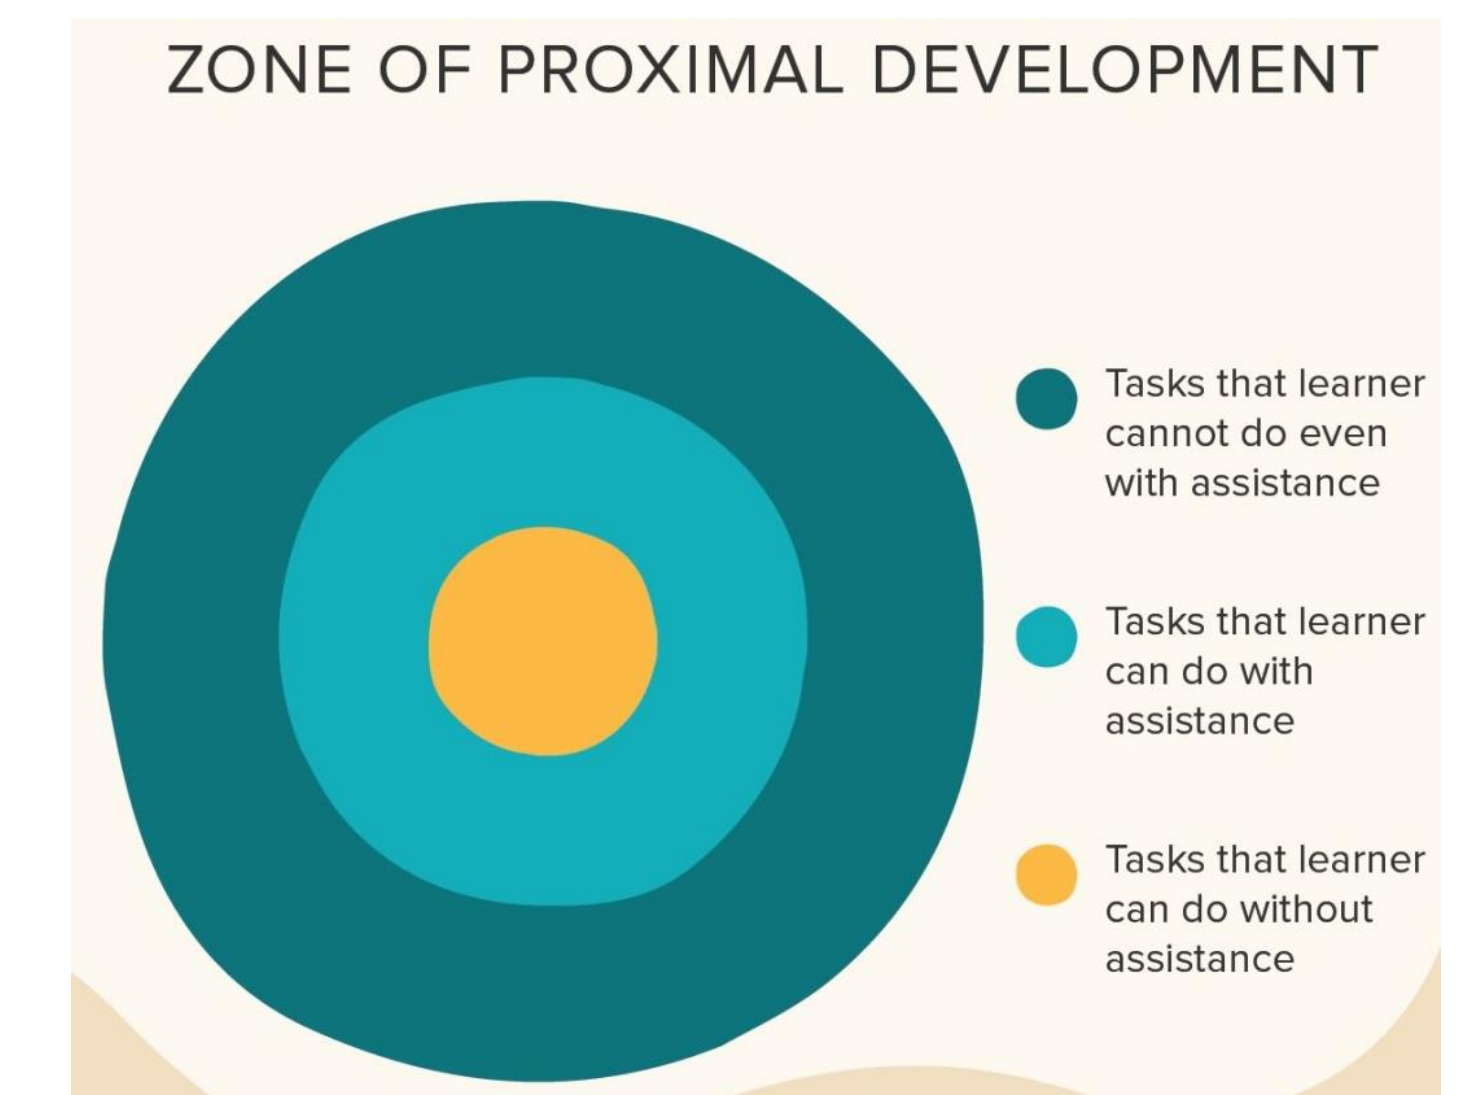 ZONE OF PROXIMAL DEVELOPMENT
Tasks that learner
cannot do even
with assistance
Tasks that learner
can do with
assistance
Tasks that learner
can do without
assistance